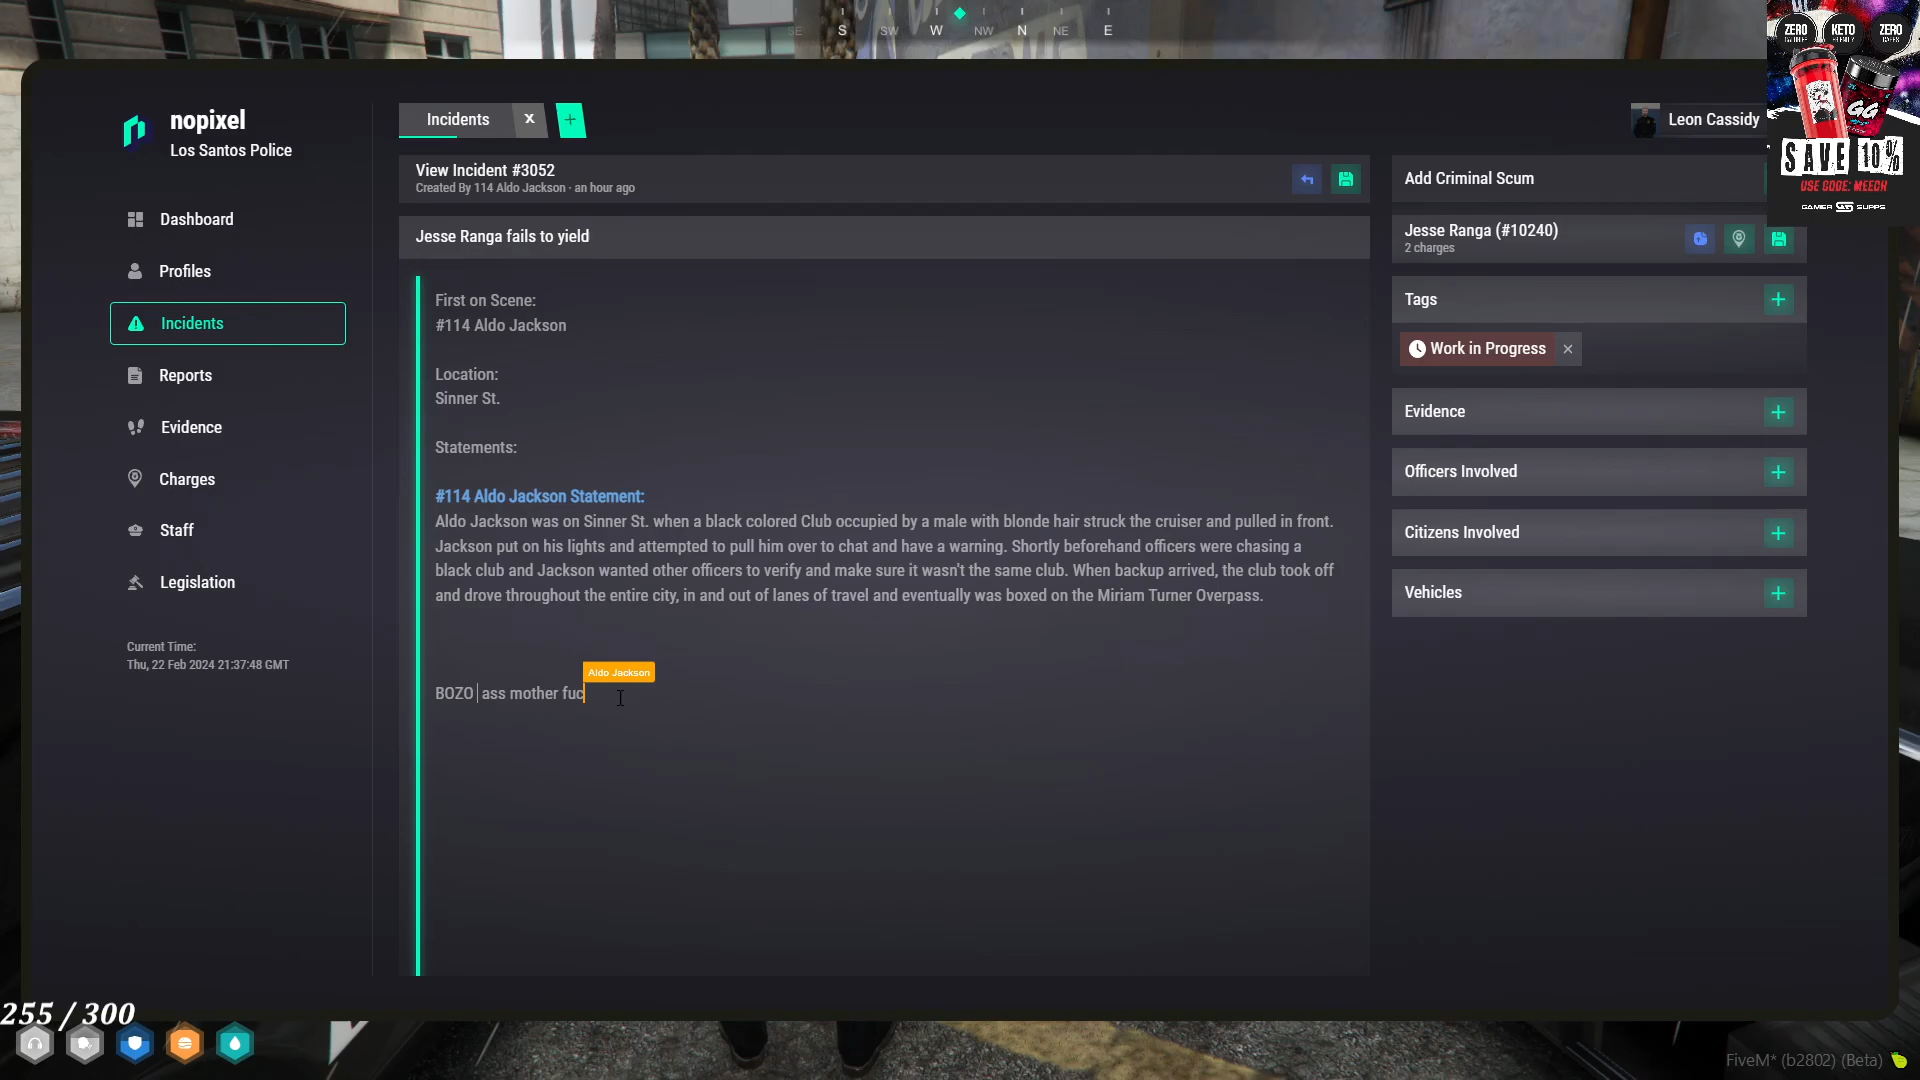 SE S SW W NW N NE E
nopixel
Los Santos Police
Dashboard
Profiles
Incidents
Reports
Evidence
Charges
Staff
Legislation
Current Time:
Thu, 22 Feb 2024 21:37:48 GMT
Incidents X +
View Incident #3052
Created By 114 Aldo Jackson · an hour ago
Jesse Ranga fails to yield
First on Scene:
#114 Aldo Jackson
Location:
Sinner St.
Statements:
#114 Aldo Jackson Statement:
Aldo Jackson was on Sinner St. when a black colored Club occupied by a male with blonde hair struck the cruiser and pulled in front.
Jackson put on his lights and attempted to pull him over to chat and have a warning. Shortly beforehand officers were chasing a
black club and Jackson wanted other officers to verify and make sure it wasn't the same club. When backup arrived, the club took off
and drove throughout the entire city, in and out of lanes of travel and eventually was boxed on the Miriam Turner Overpass.
Aldo Jackson
BOZO ass mother fuc
Leon Cassidy
Add Criminal Scum
Jesse Ranga (#10240)
2 charges
Tags
Work in Progress
Evidence
Officers Involved
Citizens Involved
Vehicles
ZERO KETO ZERO
GG
SAVE 10%
USE CODE: MEECH
GAMER SUPPS
255 / 300
FiveM* (b2802) (Beta)